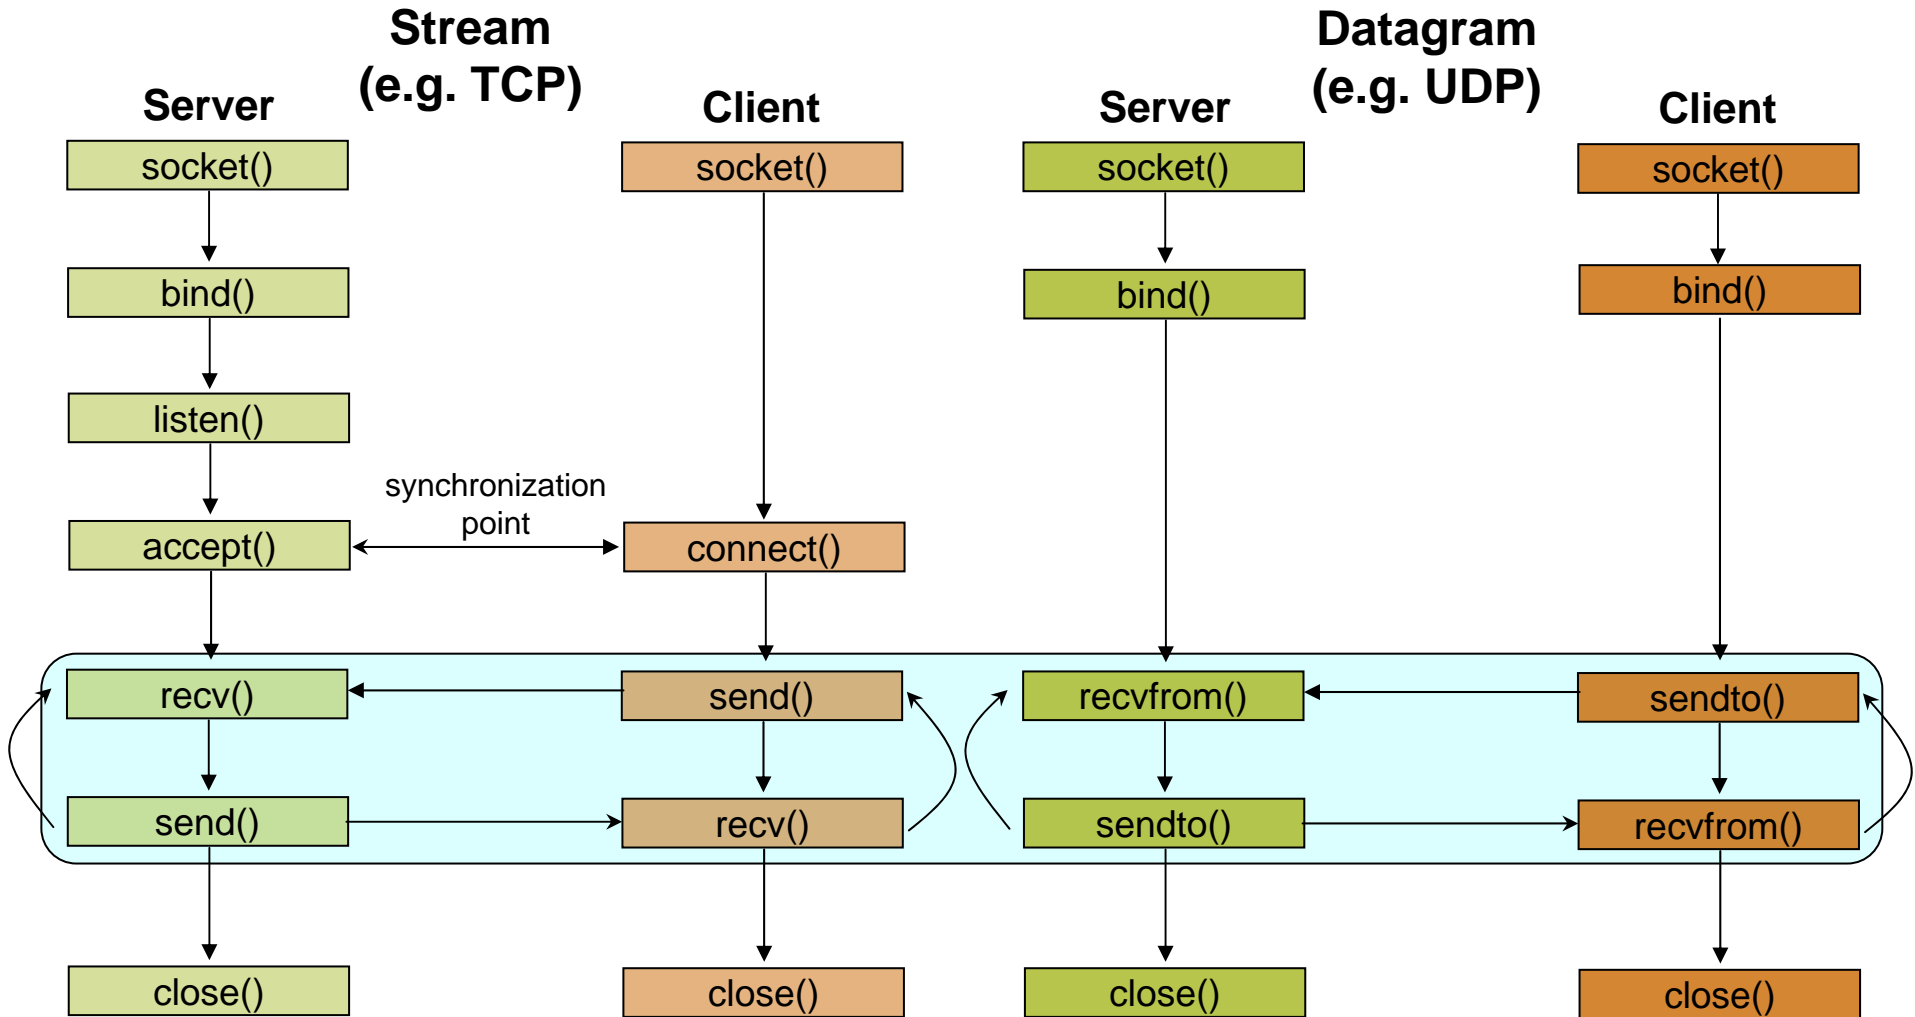 Stream
(e.g. TCP)
Server
Client
socket()
bind()
listen()
accept()
recv()
send()
close()
synchronization
point
socket()
connect()
send()
recv()
close()
Datagram
(e.g. UDP)
Server
Client
socket()
bind()
recvfrom()
sendto()
close()
socket()
bind()
sendto()
recvfrom()
close()